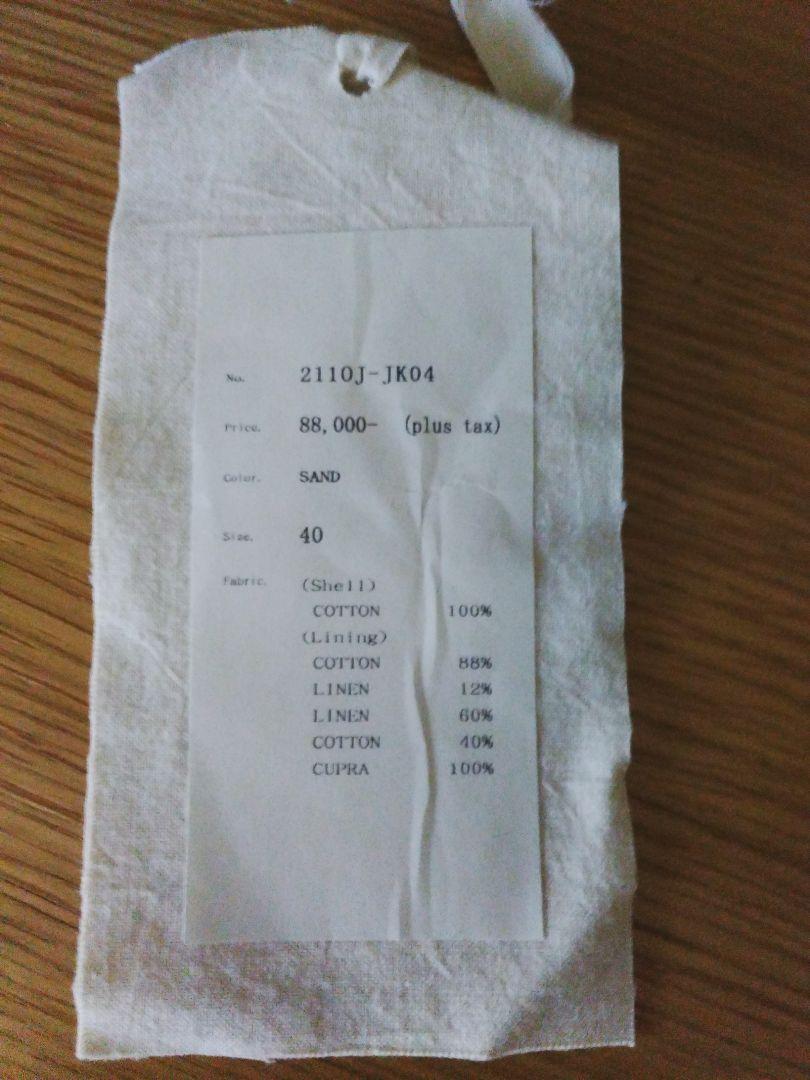 No. 2110J-JK04
Price. 88,000- (plus tax)
Color. SAND
Size. 40
Fabric. (Shell)
COTTON 100%
(Lining)
COTTON 88%
LINEN 12%
LINEN 60%
COTTON 40%
CUPRA 100%